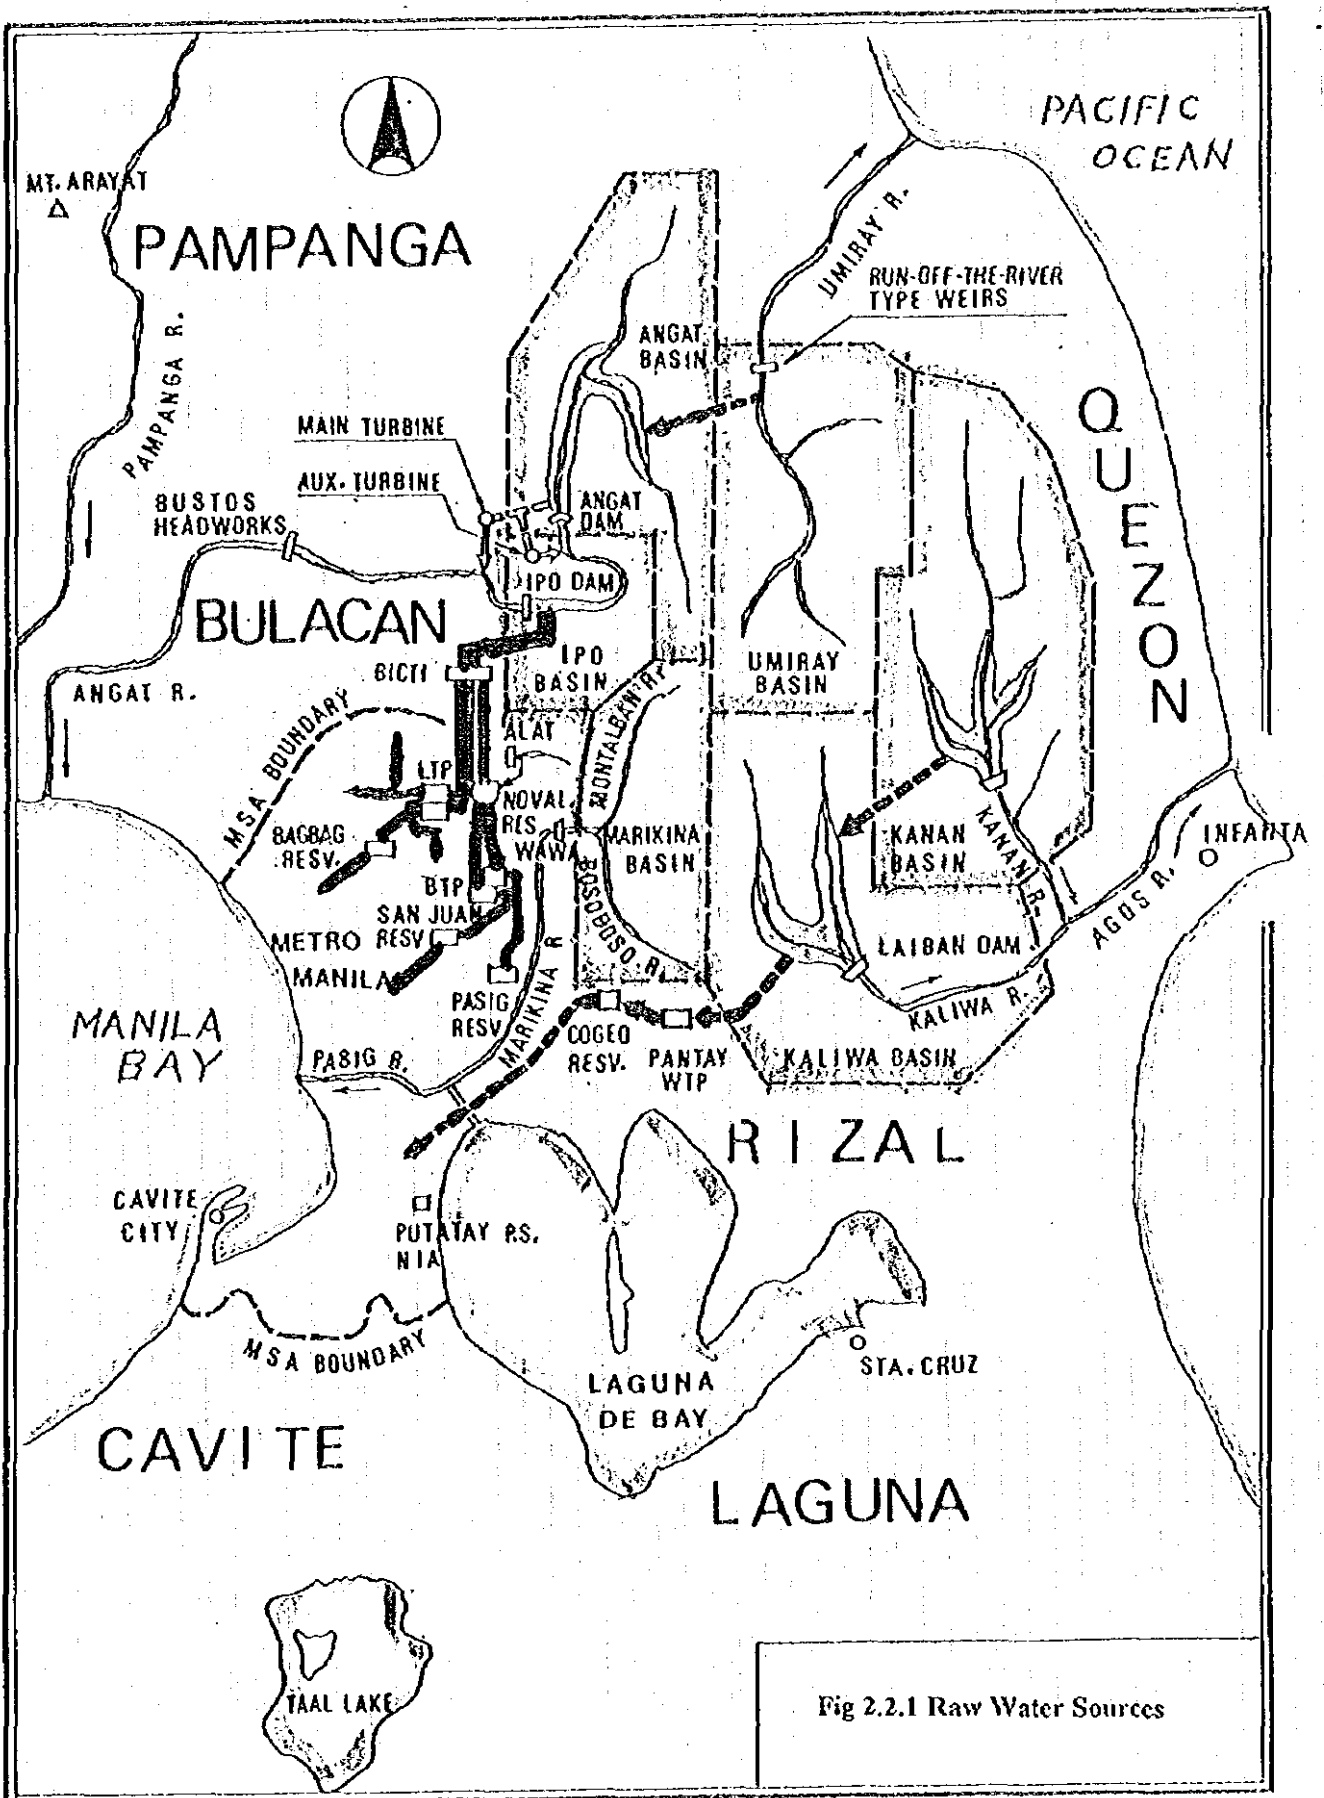 PACIFIC
OCEAN
MT. ARAYAT
PAMPANGA
UMIRAY R.
RUN-OFF-THE-RIVER
TYPE WEIRS
ANGAT
BASIN
PAMPANGA R.
QUEZON
MAIN TURBINE
AUX. TURBINE
BUSTOS
HEADWORKS
ANGAT
DAM
IPO DAM
BULACAN
BICTI
IPO
BASIN
UMIRAY
BASIN
ANGAT R.
MSA BOUNDARY
ALAT
MONTALBAN R.
LTP
NOVAL.
RES.
WAWA
BAGBAG
RESV.
MARIKINA
BASIN
KANAN
BASIN
KANAN R.
INFANTA
BTP
SAN JUAN
RESV.
BOSOBOSO R.
AGOS R.
METRO
MANILA
LAIBAN DAM
PASIG
RESV.
MARIKINA R
KALIWA R.
MANILA
BAY
PASIG R.
COGEO
RESV.
PANTAY
WTP
KALIWA BASIN
RIZAL
CAVITE
CITY
PUTATAY P.S.
NIA
MSA BOUNDARY
STA. CRUZ
LAGUNA
DE BAY
CAVITE
LAGUNA
TAAL LAKE
Fig 2.2.1 Raw Water Sources